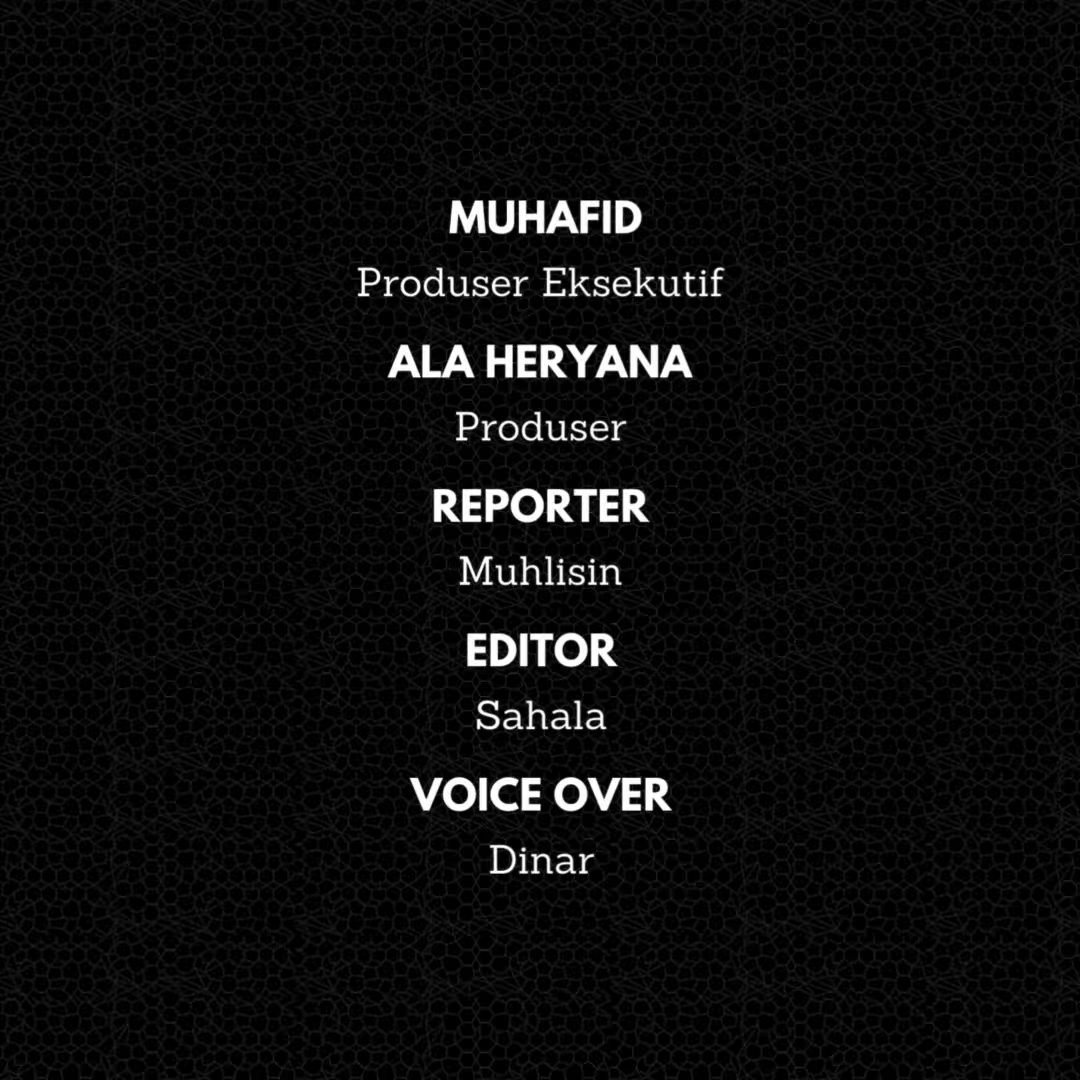 MUHAFID
Produser Eksekutif
ALA HERYANA
Produser
REPORTER
Muhlisin
EDITOR
Sahala
VOICE OVER
Dinar